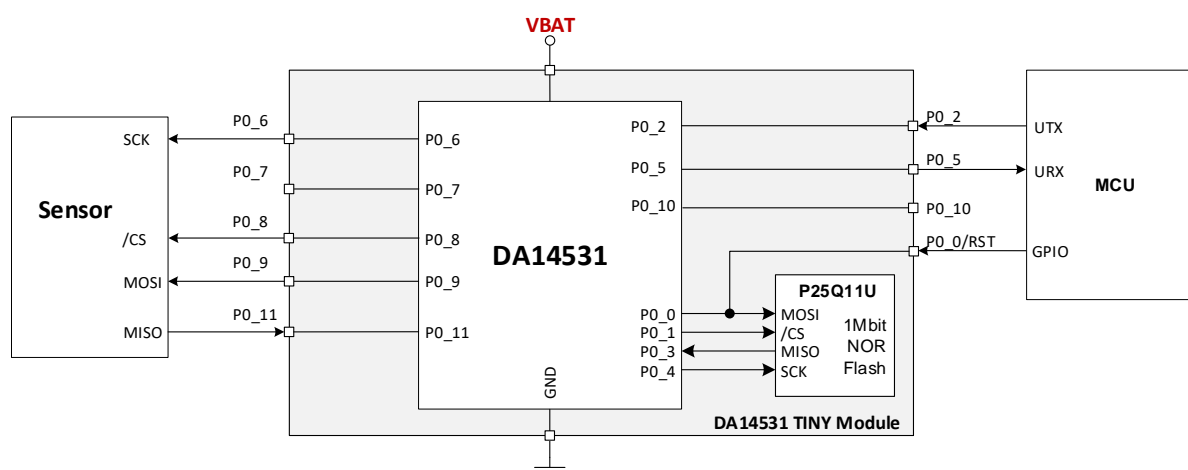 VBAT
Sensor
SCK
/CS
MOSI
MISO
P0_6
P0_7
P0_8
P0_9
P0_11
P0_6
P0_7
P0_8
P0_9
P0_11
DA14531
GND
P0_2
P0_5
P0_10
P0_0
P0_1
P0_3
P0_4
P25Q11U
MOSI
/CS
MISO
SCK
1Mbit
NOR
Flash
DA14531 TINY Module
P0_2
P0_5
P0_10
P0_0/RST
UTX
URX
GPIO
MCU